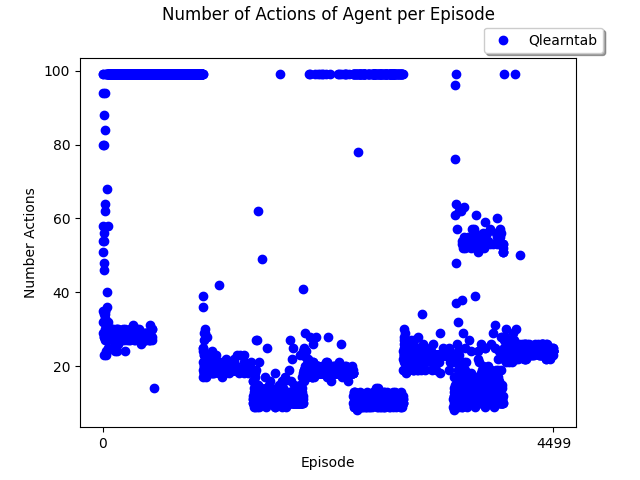 Number of Actions of Agent per Episode
Qlearntab
100
80
60
40
20
Number Actions
0
4499
Episode